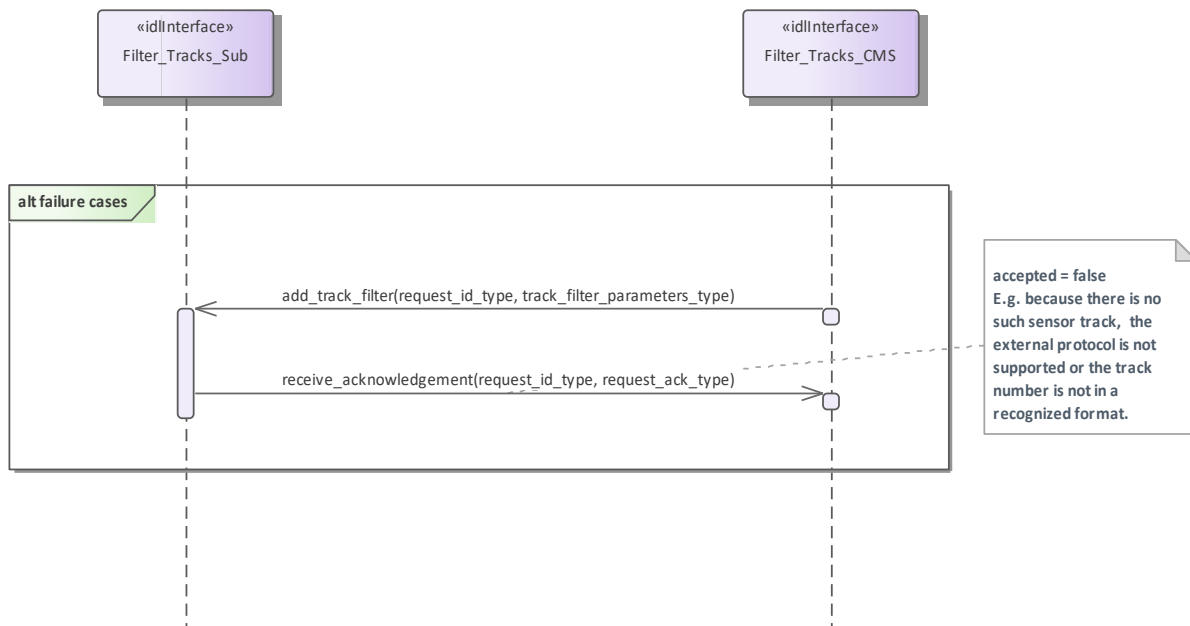 «idlInterface»
Filter_Tracks_Sub
«idlInterface»
Filter_Tracks_CMS
alt failure cases
add_track_filter(request_id_type, track_filter_parameters_type)
receive_acknowledgement(request_id_type, request_ack_type)
accepted = false
E.g. because there is no
such sensor track, the
external protocol is not
supported or the track
number is not in a
recognized format.